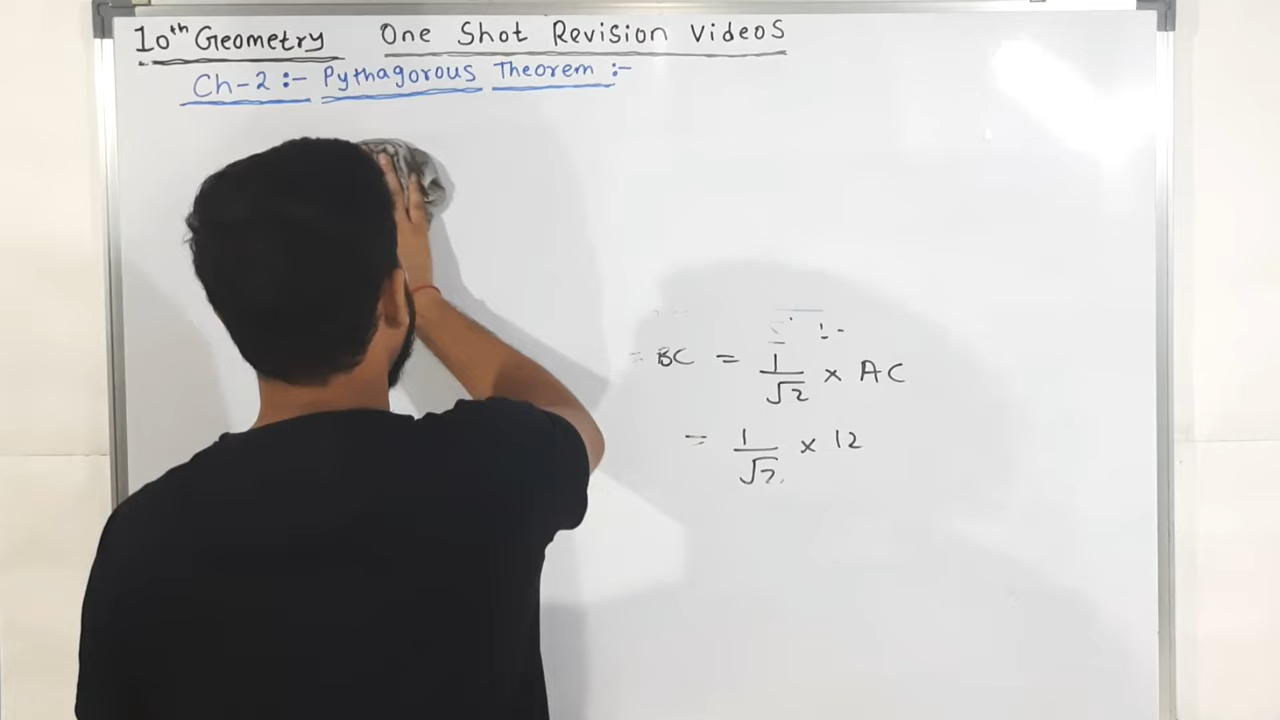 10th Geometry One Shot Revision Videos
Ch-2 :- Pythagorous Theorem :-
:-
= BC = 1/√2 × AC
= 1/√2 × 12